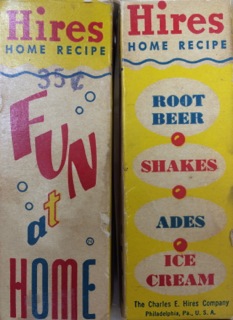 Hires
HOME RECIPE
35¢
FUN
at
HOME
Hires
HOME RECIPE
ROOT
BEER
SHAKES
ADES
ICE
CREAM
The Charles E. Hires Company
Philadelphia, Pa., U. S. A.